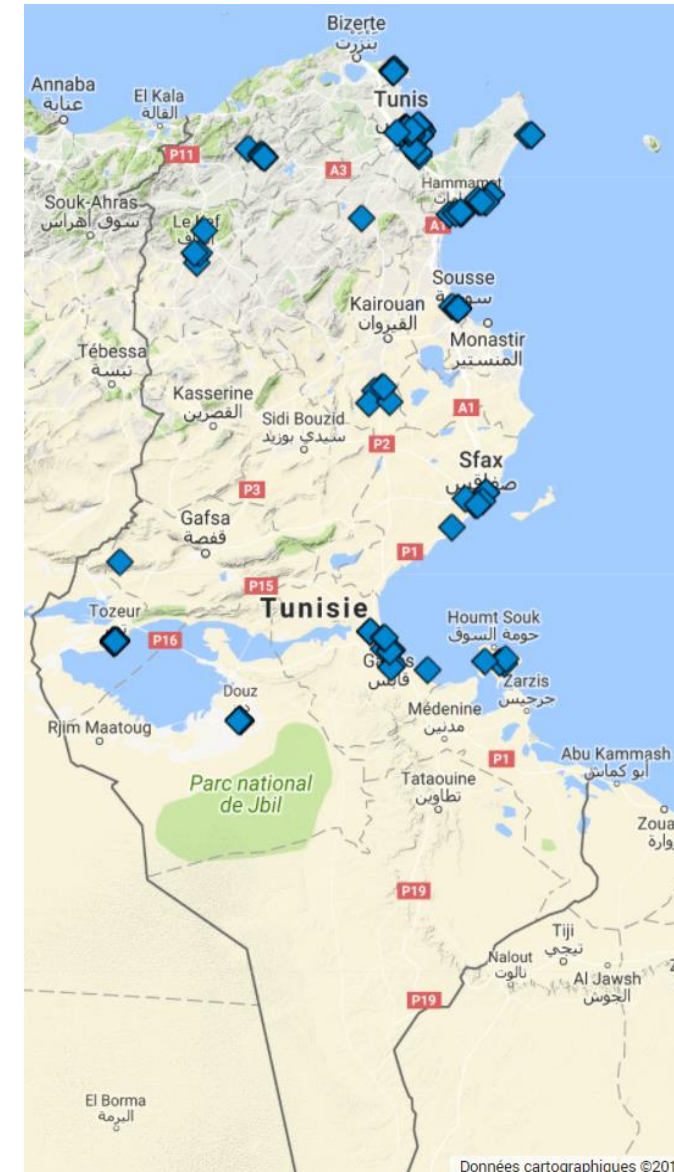 Bizerte
بنزرت
Annaba
عنابة
El Kala
القالة
Tunis
P11
A3
Hammamet
Souk-Ahras
سوق أهراس
Le Kef
A1
Sousse
Kairouan
القيروان
Monastir
المنستير
Tébessa
تبسة
Kasserine
القصرين
Sidi Bouzid
سيدي بوزيد
A1
P2
Sfax
صفاقس
P3
Gafsa
قفصة
P1
P15
Tunisie
Houmt Souk
حومة السوق
Tozeur
P16
قابس
Zarzis
جرجيس
Douz
Médenine
مدنين
Rjim Maatoug
P1
Abu Kammash
أبو كماش
Parc national
de Jbil
Tataouine
تطاوين
P19
Tiji
تيجي
Nalout
نالوت
Al Jawsh
الجوش
P19
El Borma
البرمة
Données cartographiques ©201